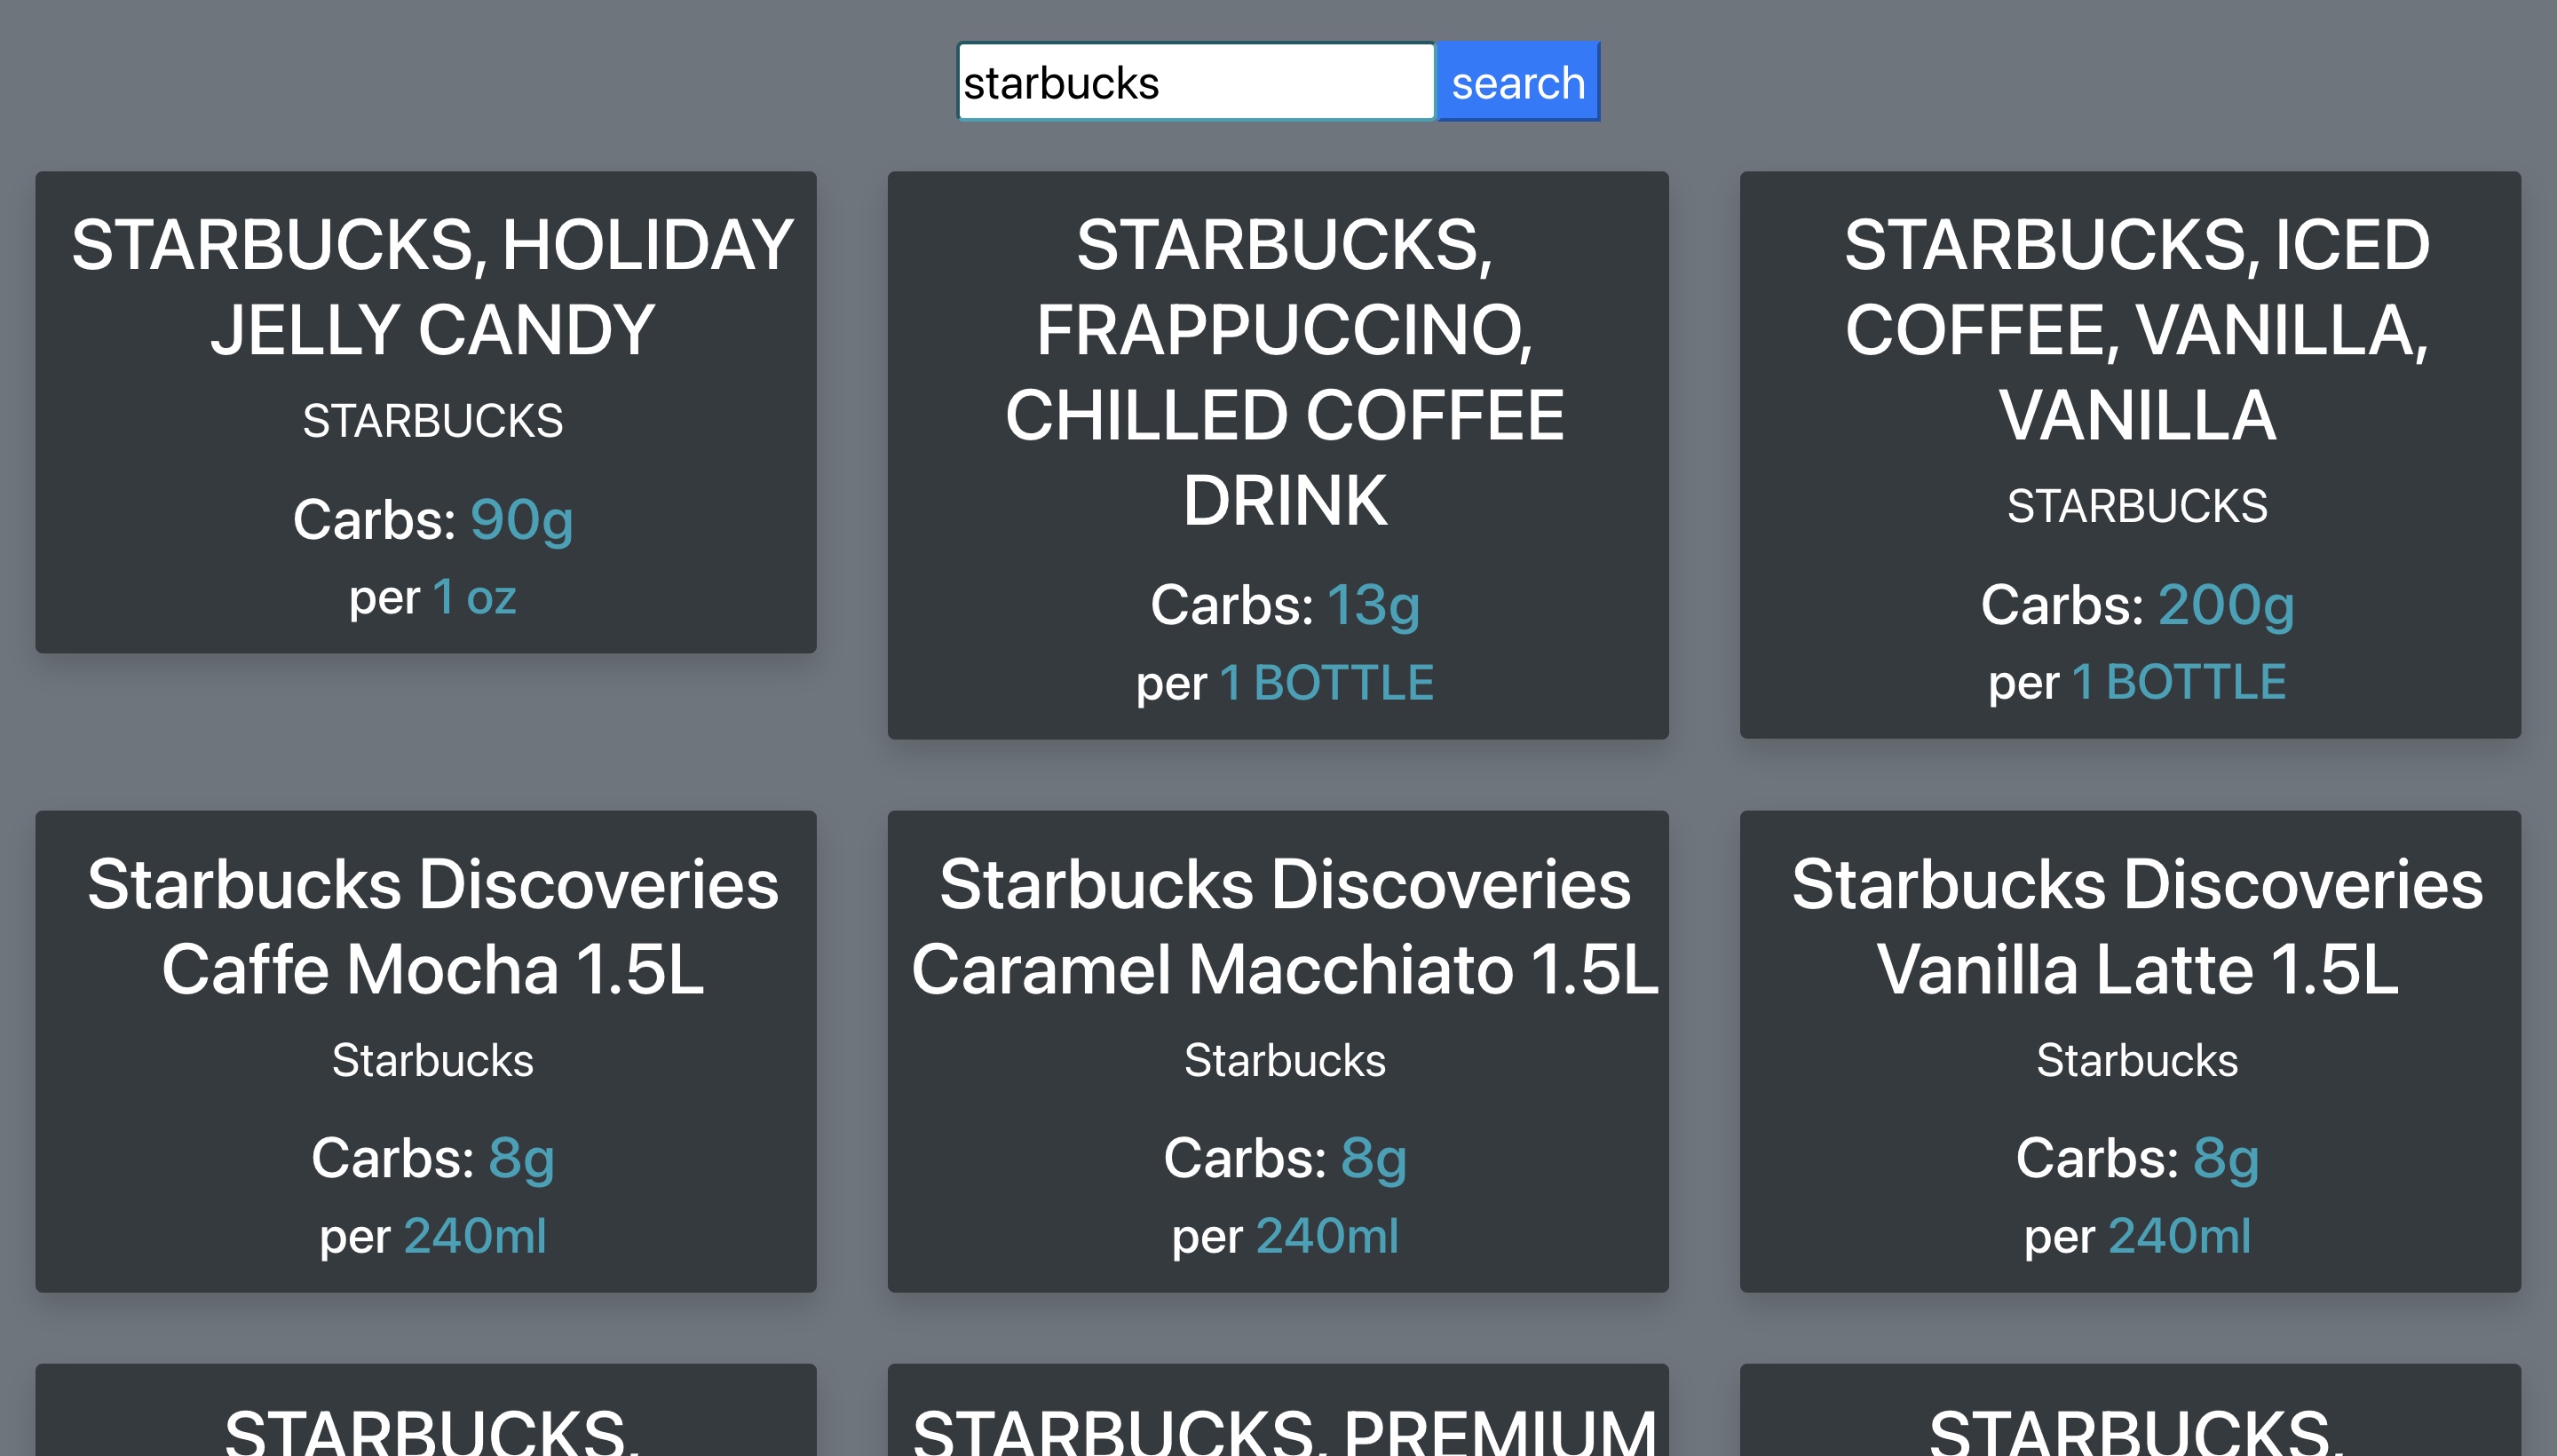 starbucks
search
STARBUCKS, HOLIDAY
JELLY CANDY
STARBUCKS
Carbs: 90g
per 1 oz
STARBUCKS,
FRAPPUCCINO,
CHILLED COFFEE
DRINK
Carbs: 13g
per 1 BOTTLE
STARBUCKS, ICED
COFFEE, VANILLA,
VANILLA
STARBUCKS
Carbs: 200g
per 1 BOTTLE
Starbucks Discoveries
Caffe Mocha 1.5L
Starbucks
Carbs: 8g
per 240ml
Starbucks Discoveries
Caramel Macchiato 1.5L
Starbucks
Carbs: 8g
per 240ml
Starbucks Discoveries
Vanilla Latte 1.5L
Starbucks
Carbs: 8g
per 240ml
STARBUCKS,
STARBUCKS, PREMIUM
STARBUCKS,